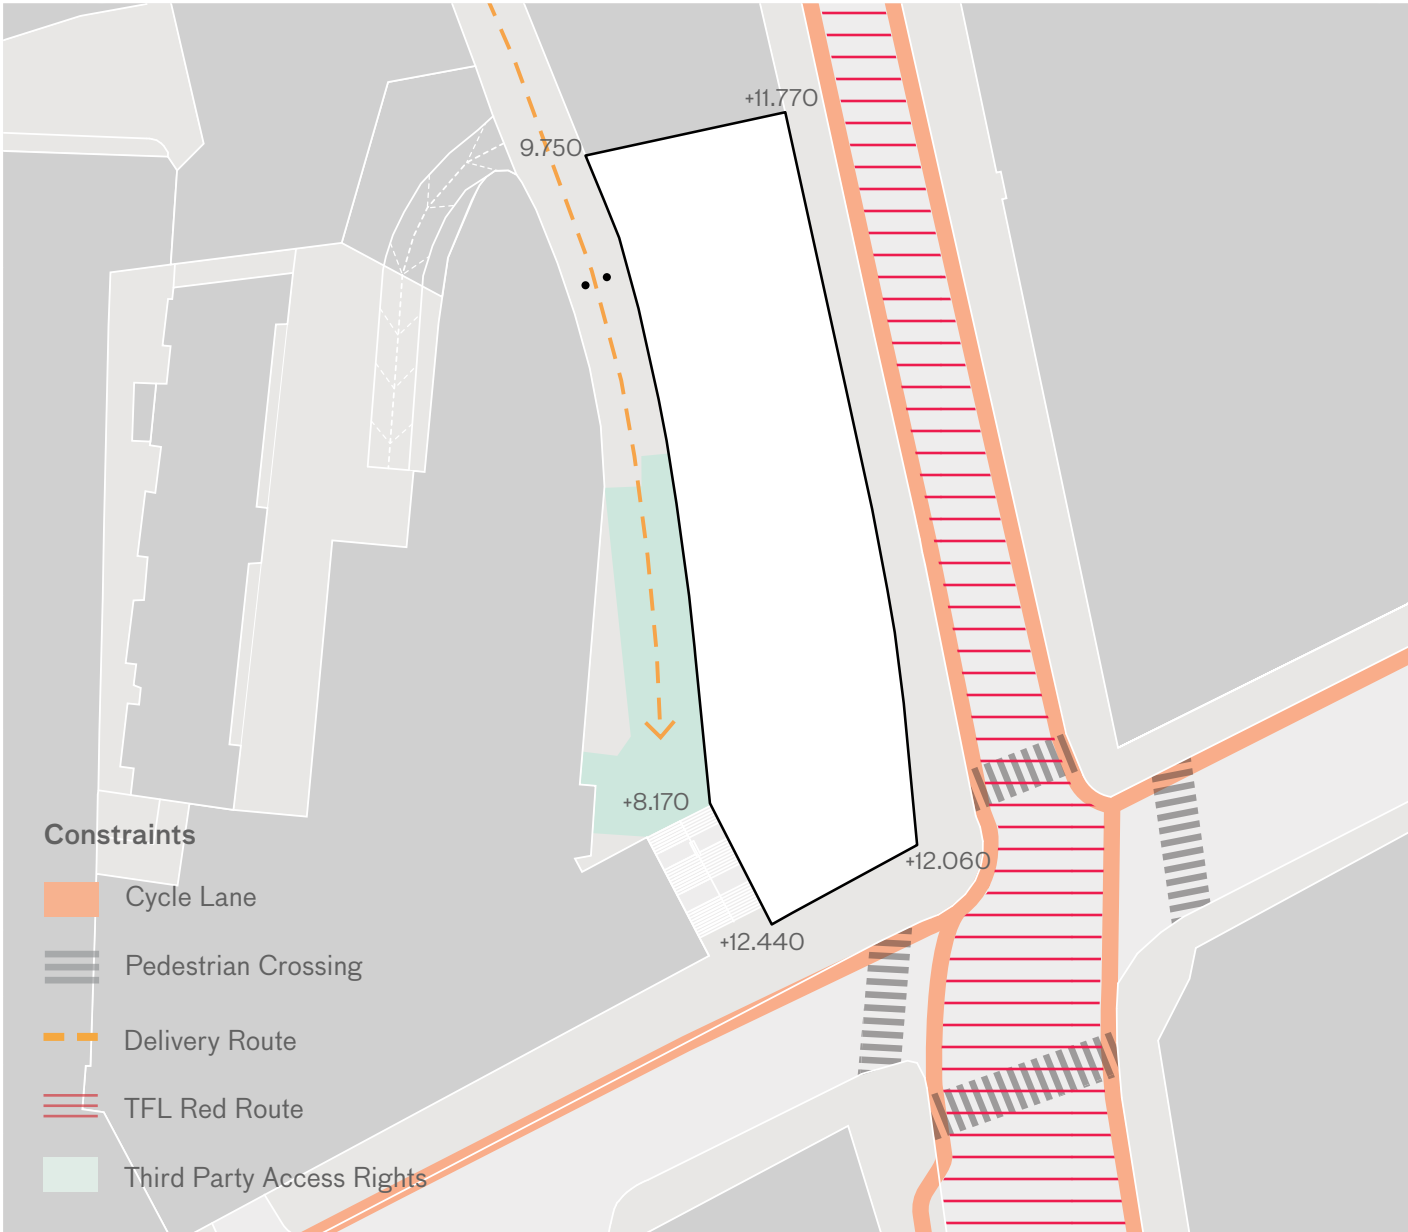 +11.770
9.750
+8.170
+12.060
+12.440
Constraints
Cycle Lane
Pedestrian Crossing
Delivery Route
TFL Red Route
Third Party Access Rights